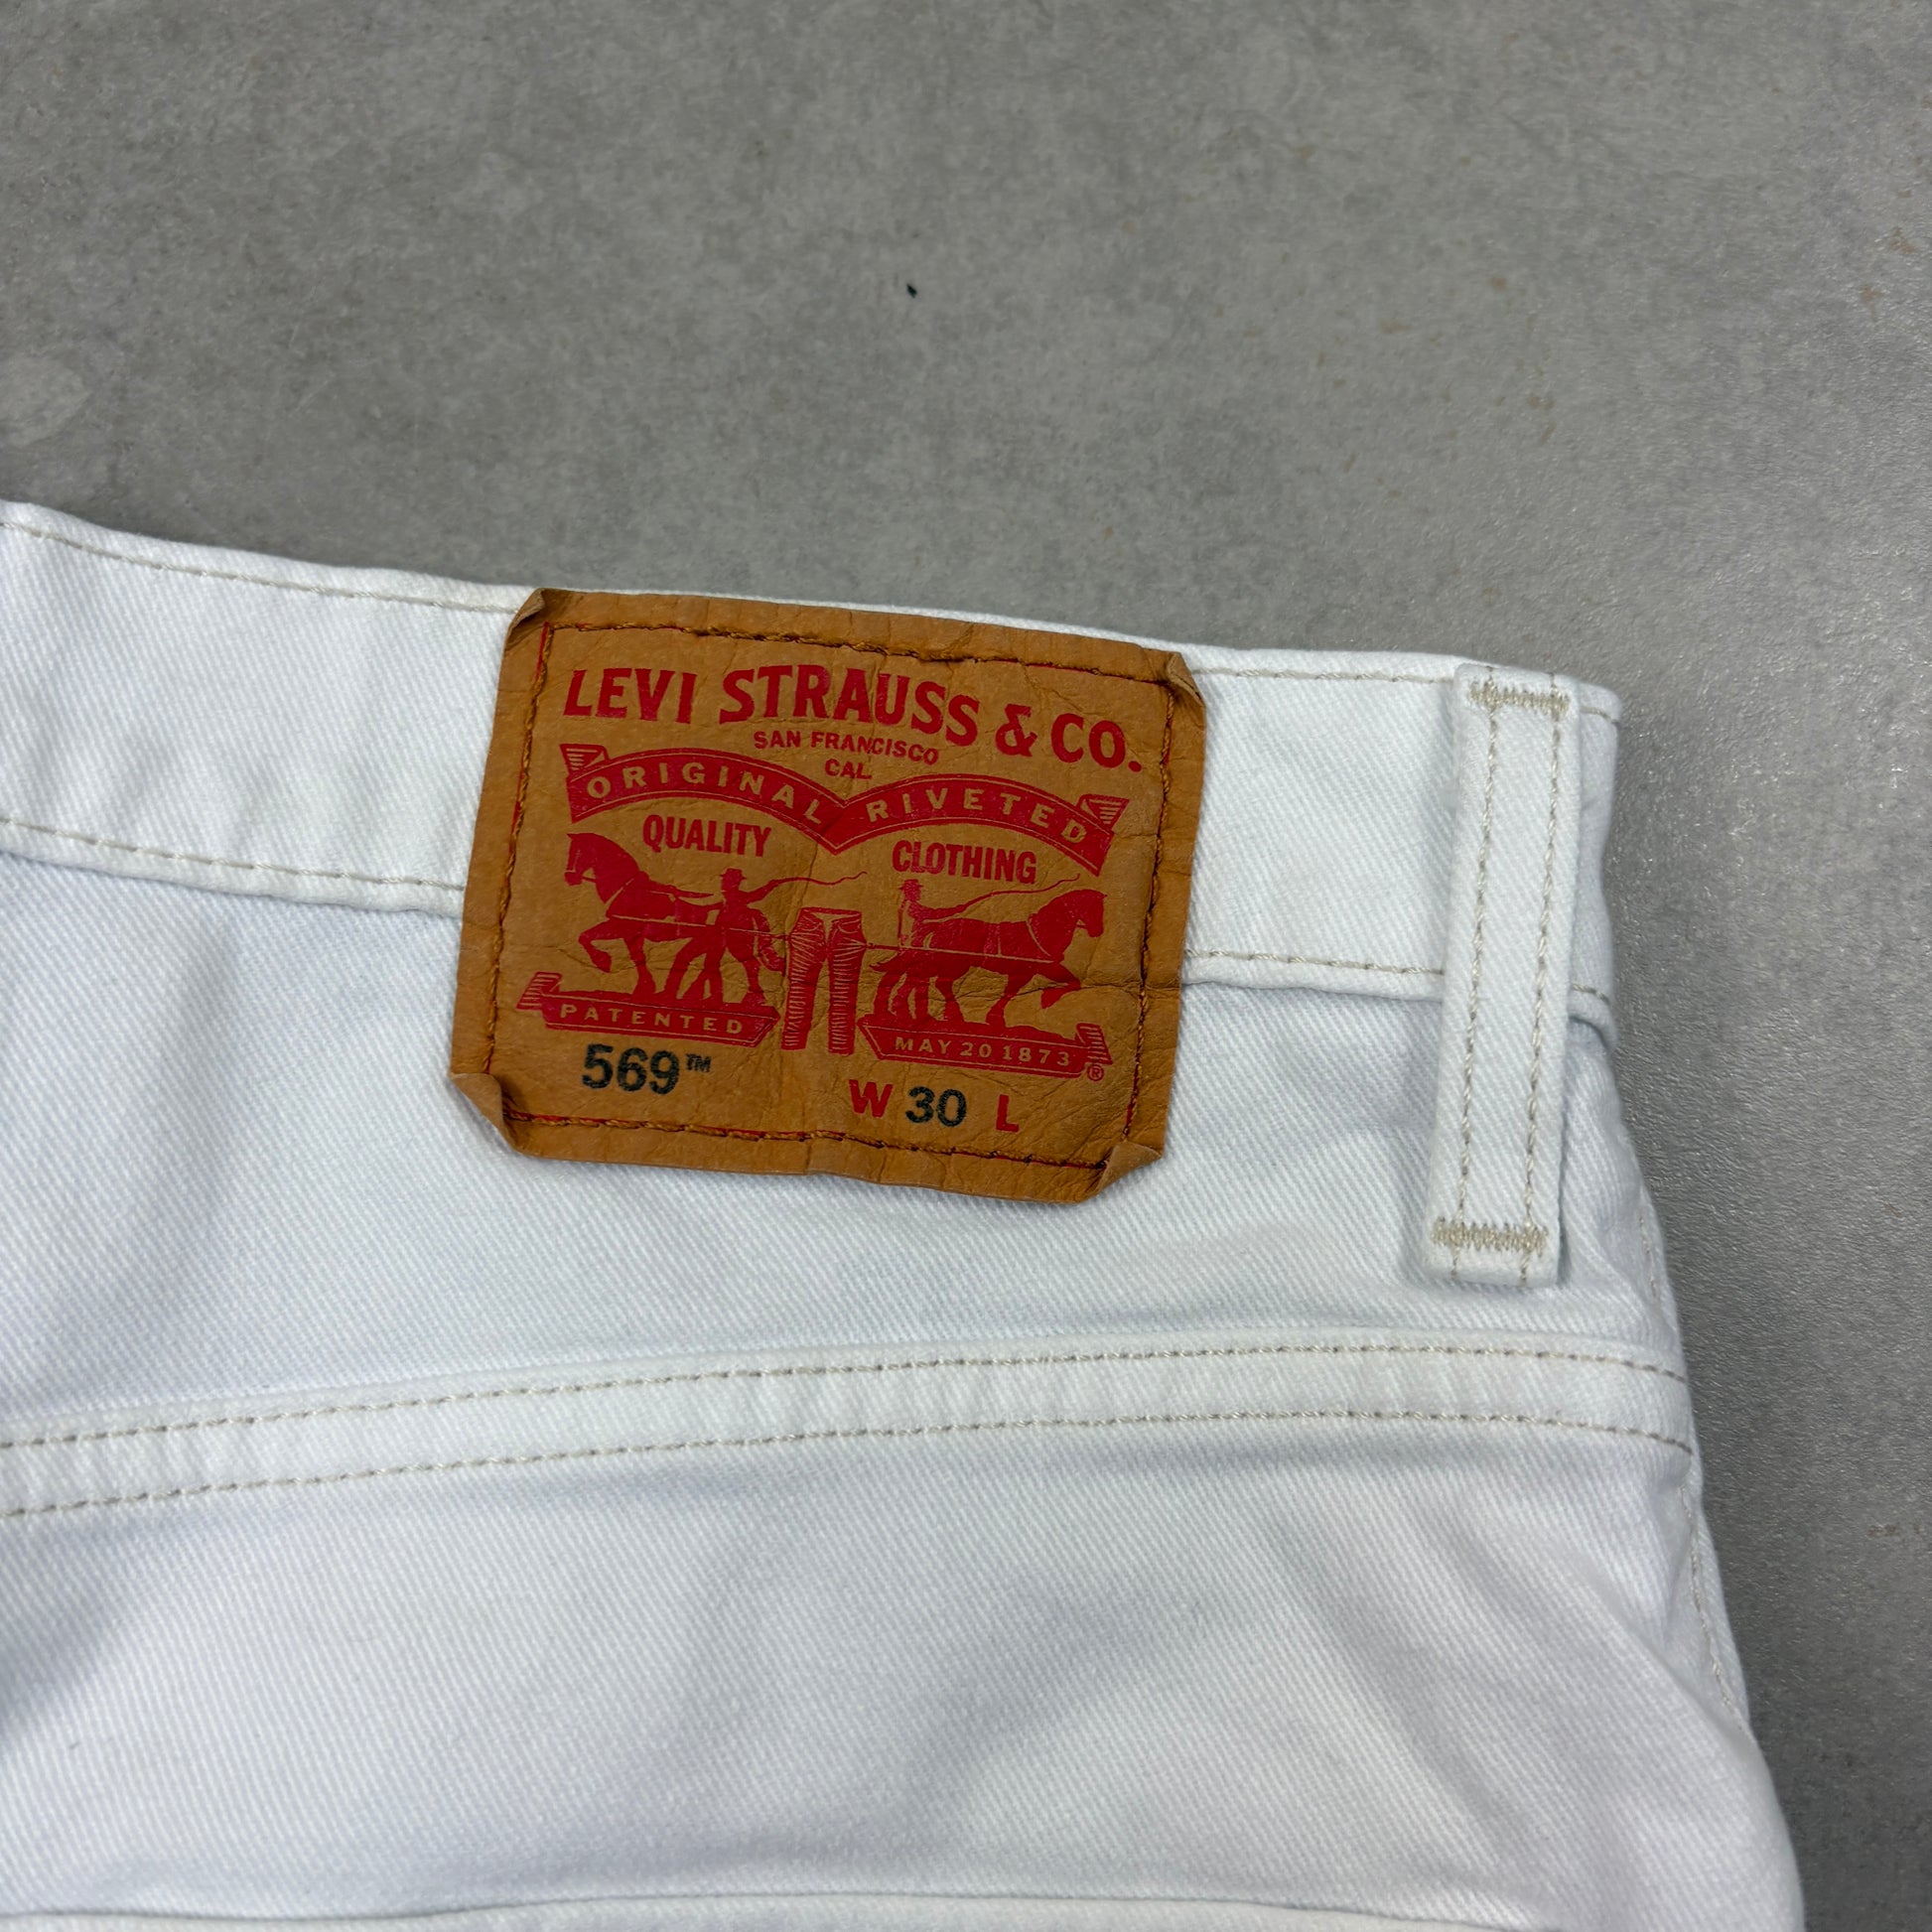 LEVI STRAUSS & CO.
SAN FRANCISCO
CAL
ORIGINAL RIVETED
QUALITY CLOTHING
PATENTED MAY 20 1873 ®
569™ W 30 L